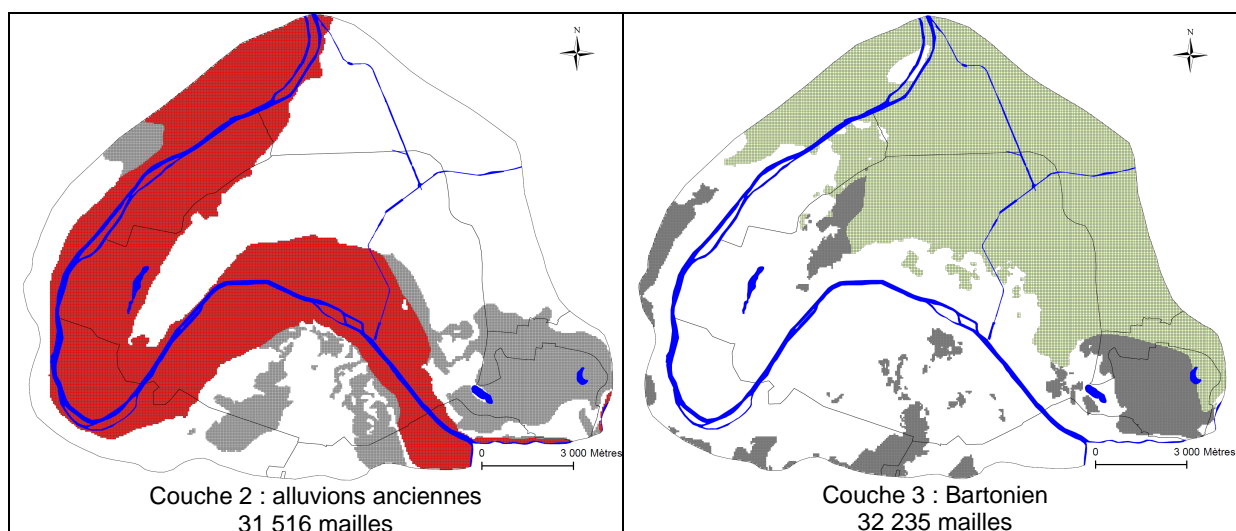 N
0 3 000 Mètres
Couche 2 : alluvions anciennes
31 516 mailles
N
0 3 000 Mètres
Couche 3 : Bartonien
32 235 mailles